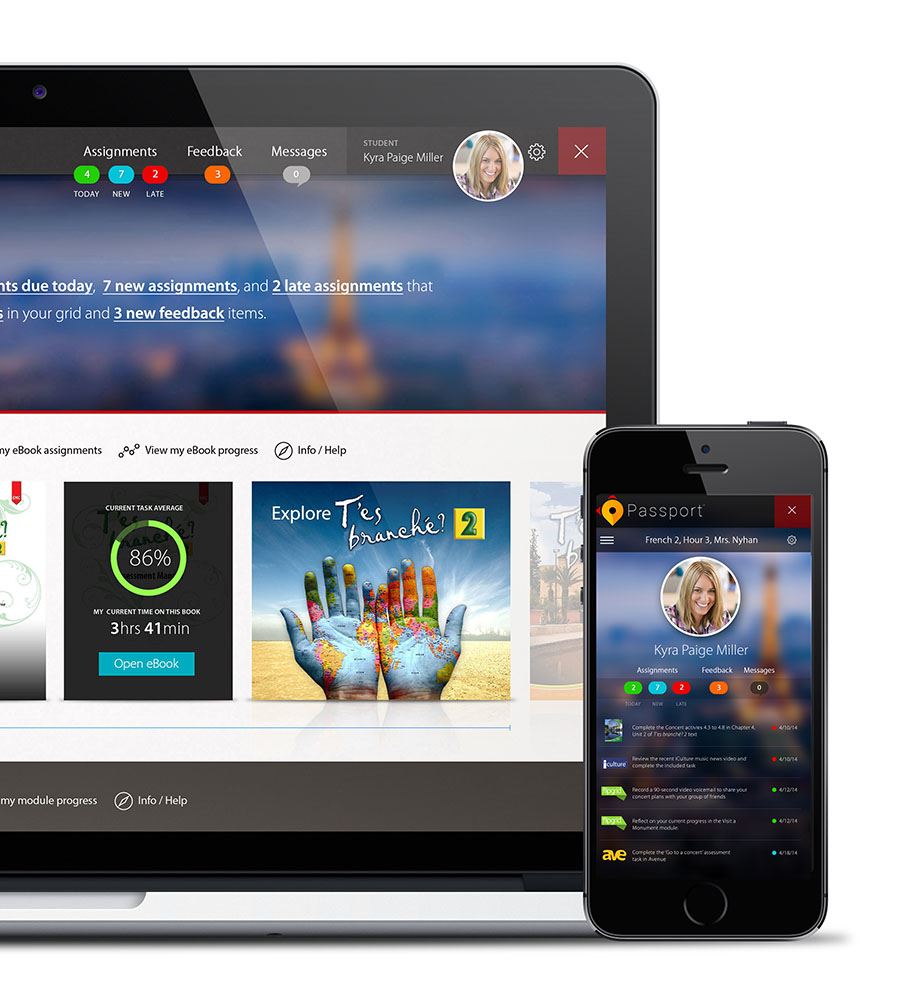 Assignments
Feedback
Messages
STUDENT
Kyra Paige Miller
4 7 2
3
0
TODAY NEW LATE
nts due today, 7 new assignments, and 2 late assignments that
s in your grid and 3 new feedback items.
my eBook assignments
View my eBook progress
Info / Help
EMC
CURRENT TASK AVERAGE
86%
MY CURRENT TIME ON THIS BOOK
3hrs 41min
Open eBook
Explore T'es
branché? 2
my module progress
Info / Help
Passport
French 2, Hour 3, Mrs. Nyhan
Kyra Paige Miller
Assignments Feedback Messages
2 7 2 3 0
TODAY NEW LATE
Complete the Concert activies 4.3 to 4.8 in Chapter 4,
Unit 2 of T'es branché? 2 text
4/10/14
iculture
Review the recent iCulture music news video and
complete the included task
4/10/14
flipgrid
Record a 90-second video voicemail to share your
concert plans with your group of friends
4/12/14
flipgrid
Reflect on your current progress in the Visit a
Monument module.
4/12/14
ave
Complete the 'Go to a concert' assessment
task in Avenue
4/18/14